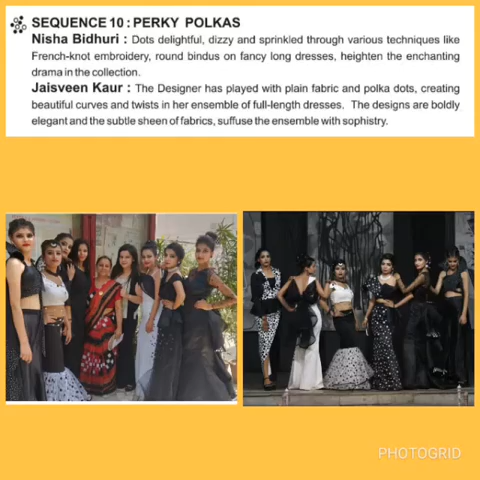 SEQUENCE 10 : PERKY POLKAS
Nisha Bidhuri : Dots delightful, dizzy and sprinkled through various techniques like
French-knot embroidery, round bindus on fancy long dresses, heighten the enchanting
drama in the collection.
Jaisveen Kaur : The Designer has played with plain fabric and polka dots, creating
beautiful curves and twists in her ensemble of full-length dresses. The designs are boldly
elegant and the subtle sheen of fabrics, suffuse the ensemble with sophistry.
PHOTOGRID